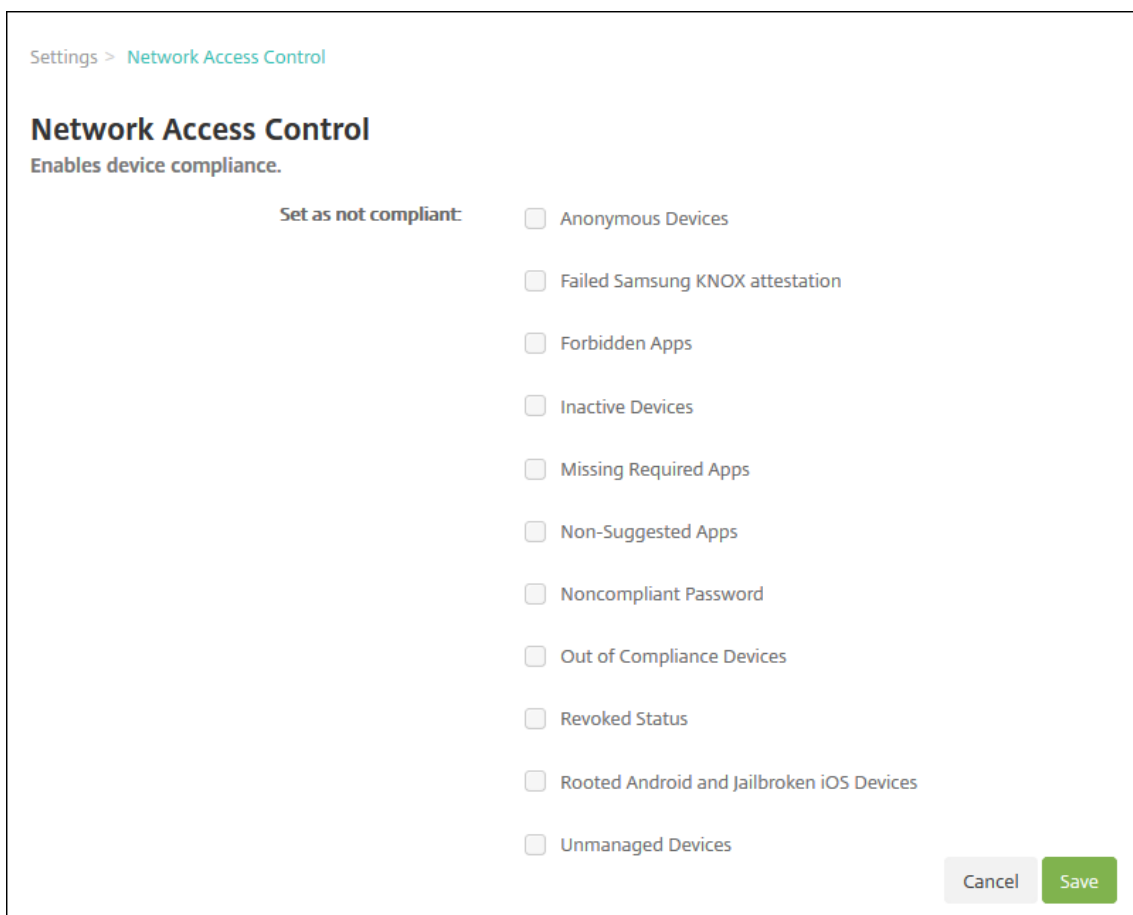 Settings > Network Access Control
Network Access Control
Enables device compliance.
Set as not compliant:
Anonymous Devices
Failed Samsung KNOX attestation
Forbidden Apps
Inactive Devices
Missing Required Apps
Non-Suggested Apps
Noncompliant Password
Out of Compliance Devices
Revoked Status
Rooted Android and Jailbroken iOS Devices
Unmanaged Devices
Cancel Save